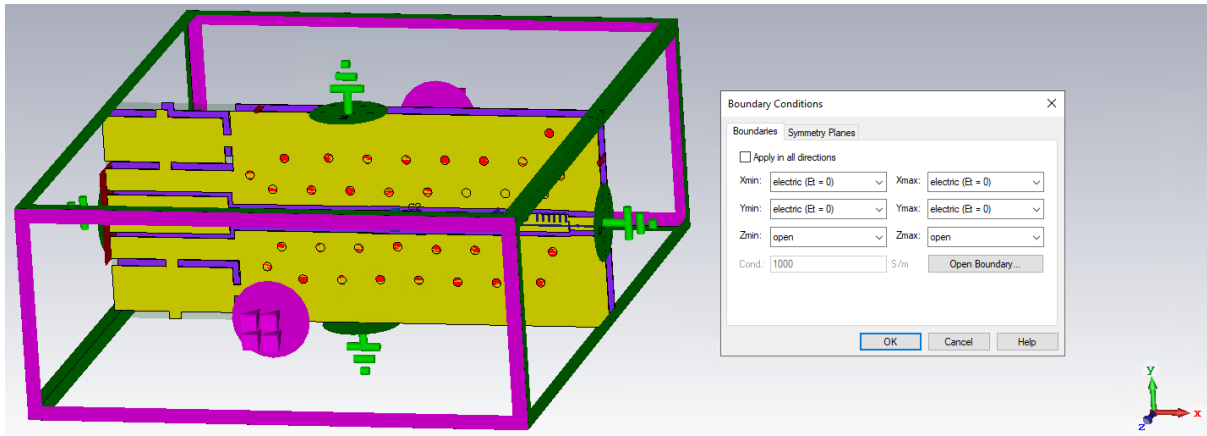 Boundary Conditions
Boundaries Symmetry Planes
Apply in all directions
Xmin: electric (Et = 0) Xmax: electric (Et = 0)
Ymin: electric (Et = 0) Ymax: electric (Et = 0)
Zmin: open Zmax: open
Cond.: 1000 S/m Open Boundary...
OK Cancel Help
y
x
z